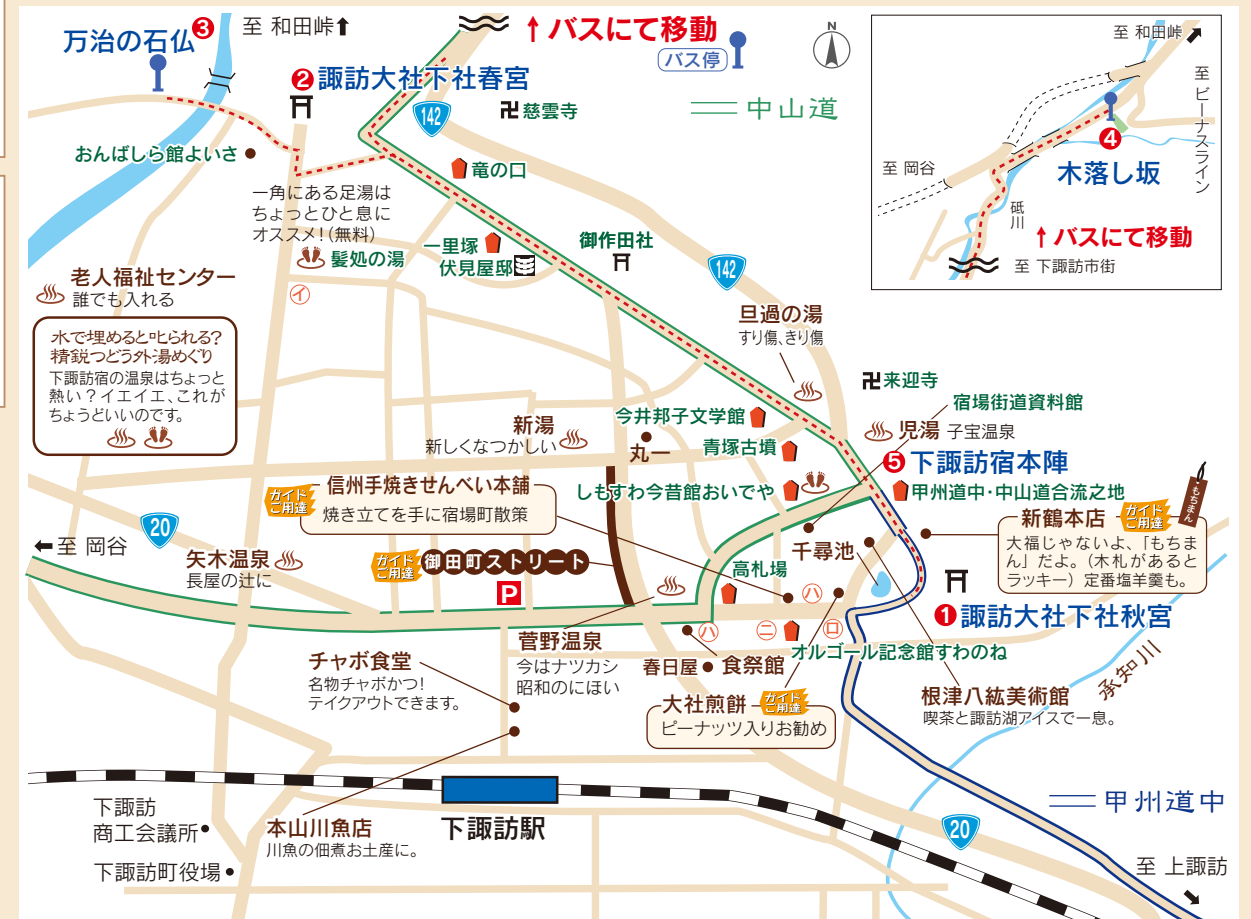 万治の石仏
❸
至 和田峠
バスにて移動
バス停
N
❷諏訪大社下社春宮
142
卍慈雲寺
中山道
おんばしら館よいさ
竜の口
一角にある足湯は
ちょっとひと息に
オススメ!(無料)
髪処の湯
一里塚
伏見屋邸
御作田社
142
老人福祉センター
誰でも入れる
㋑
水で埋めると叱られる?
精鋭つどう外湯めぐり
下諏訪宿の温泉はちょっと
熱い?イエイエ、これが
ちょうどいいのです。
旦過の湯
すり傷、きり傷
卍来迎寺
宿場街道資料館
児湯 子宝温泉
今井邦子文学館
新湯
新しくなつかしい
丸一
青塚古墳
❺下諏訪宿本陣
しもすわ今昔館おいでや
甲州道中・中山道合流之地
もちまん
ガイド
ご用達
信州手焼きせんべい本舗
焼き立てを手に宿場町散策
ガイド
ご用達
新鶴本店
大福じゃないよ、「もちま
ん」だよ。(木札があると
ラッキー)定番塩羊羹も。
20
至 岡谷
矢木温泉
長屋の辻に
ガイド
ご用達
御田町ストリート
P
千尋池
高札場
㋩
❶諏訪大社下社秋宮
菅野温泉
今はナツカシ
昭和のにほい
㋩
㋥
㋺
オルゴール記念館すわのね
春日屋
食祭館
チャボ食堂
名物チャボかつ!
テイクアウトできます。
大社煎餅
ガイド
ご用達
ピーナッツ入りお勧め
根津八紘美術館
喫茶と諏訪湖アイスで一息。
承知川
下諏訪
商工会議所
下諏訪町役場
本山川魚店
川魚の佃煮お土産に。
下諏訪駅
甲州道中
20
至 上諏訪
至 和田峠
至 ビーナスライン
❹
木落し坂
至 岡谷
砥川
バスにて移動
至 下諏訪市街